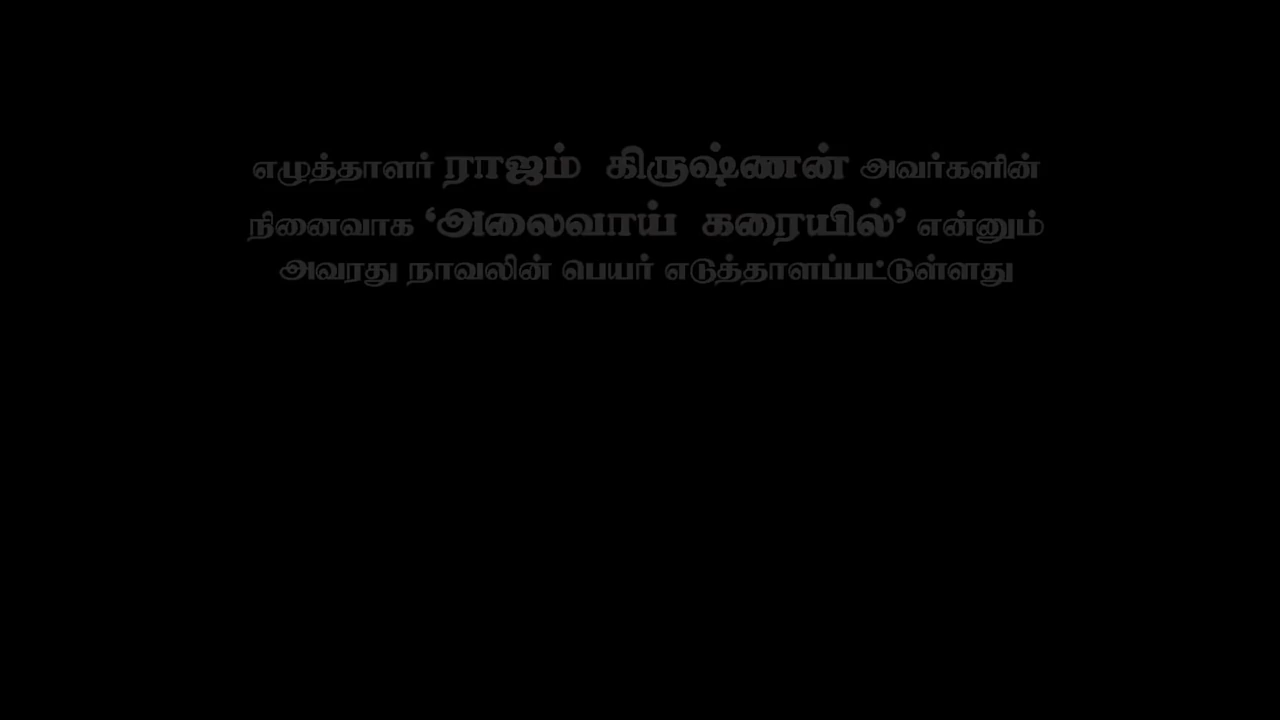 எழுத்தாளர் ராஜம் கிருஷ்ணன் அவர்களின்
நினைவாக ‘அலைவாய் கரையில்’ என்னும்
அவரது நாவலின் பெயர் எடுத்தாளப்பட்டுள்ளது